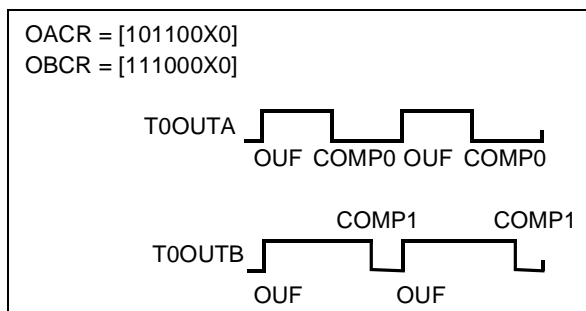 OACR = [101100X0]
OBCR = [111000X0]
T0OUTA
OUF COMP0 OUF COMP0
COMP1 COMP1
T0OUTB
OUF OUF